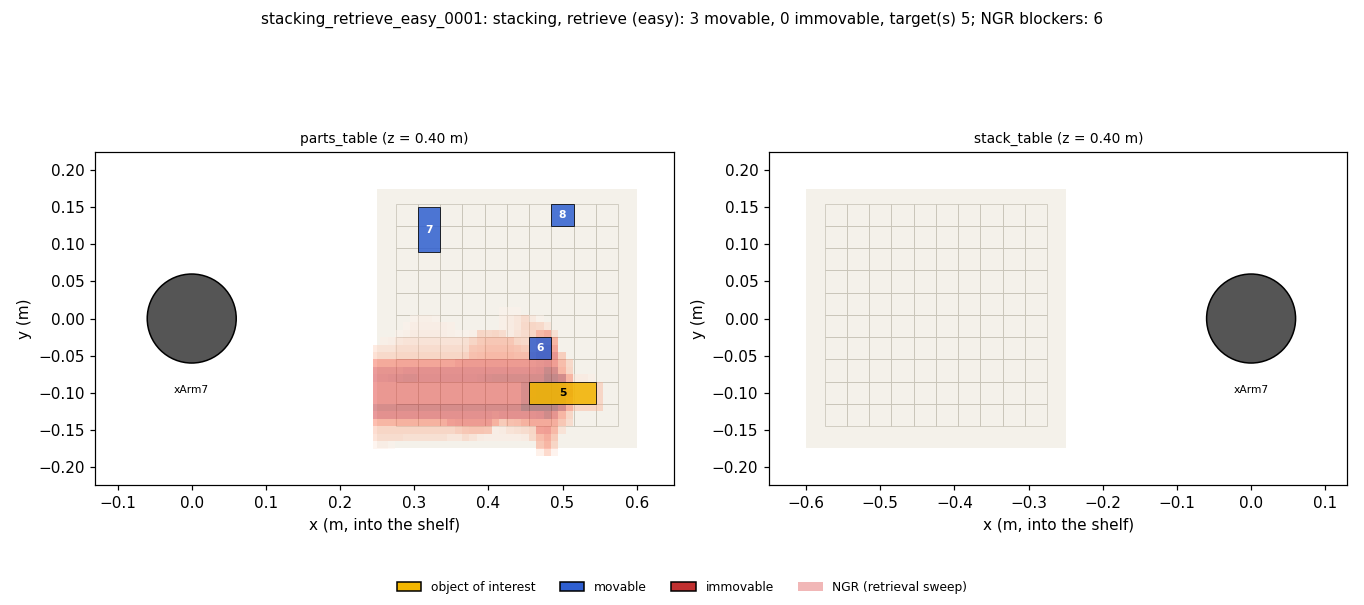 stacking_retrieve_easy_0001: stacking, retrieve (easy): 3 movable, 0 immovable, target(s) 5; NGR blockers: 6
parts_table (z = 0.40 m)
stack_table (z = 0.40 m)
0.20
0.15
0.10
0.05
0.00
−0.05
−0.10
−0.15
−0.20
y (m)
7
8
6
5
xArm7
−0.1
0.0
0.1
0.2
0.3
0.4
0.5
0.6
x (m, into the shelf)
0.20
0.15
0.10
0.05
0.00
−0.05
−0.10
−0.15
−0.20
y (m)
xArm7
−0.6
−0.5
−0.4
−0.3
−0.2
−0.1
0.0
0.1
x (m, into the shelf)
object of interest
movable
immovable
NGR (retrieval sweep)